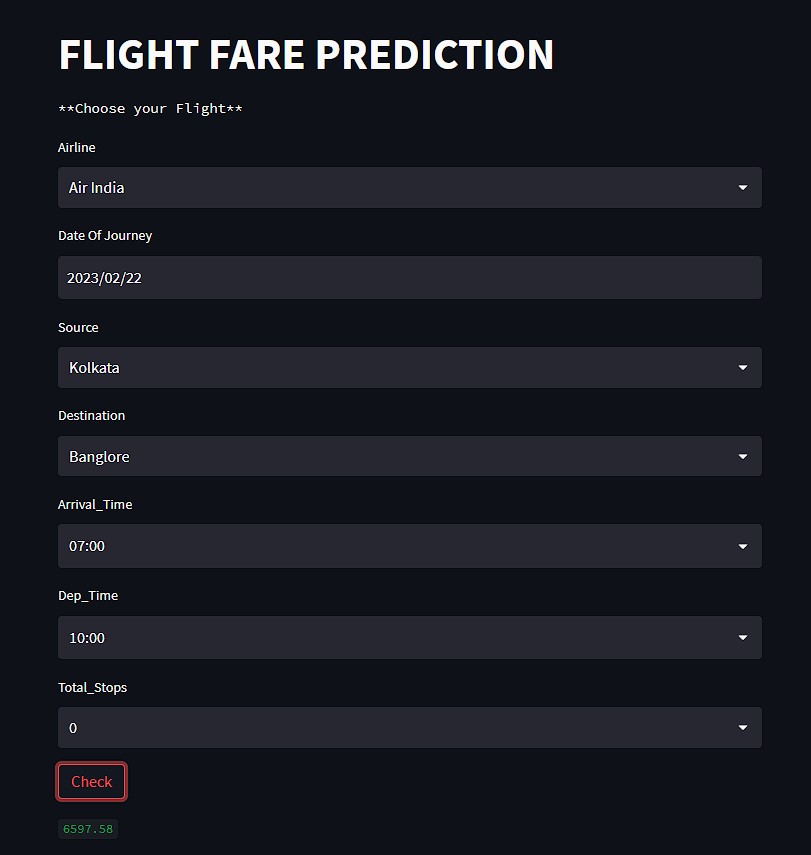 FLIGHT FARE PREDICTION
**Choose your Flight**
Airline
Air India
Date Of Journey
2023/02/22
Source
Kolkata
Destination
Banglore
Arrival_Time
07:00
Dep_Time
10:00
Total_Stops
0
Check
6597.58